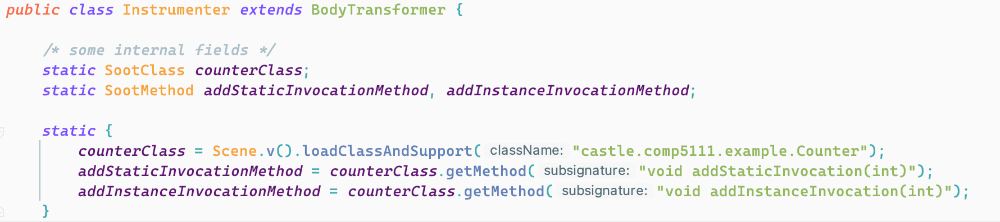 public class Instrumenter extends BodyTransformer {
/* some internal fields */
static SootClass counterClass;
static SootMethod addStaticInvocationMethod, addInstanceInvocationMethod;
static {
counterClass = Scene.v().loadClassAndSupport( className: "castle.comp5111.example.Counter");
addStaticInvocationMethod = counterClass.getMethod( subsignature: "void addStaticInvocation(int)");
addInstanceInvocationMethod = counterClass.getMethod( subsignature: "void addInstanceInvocation(int)");
}